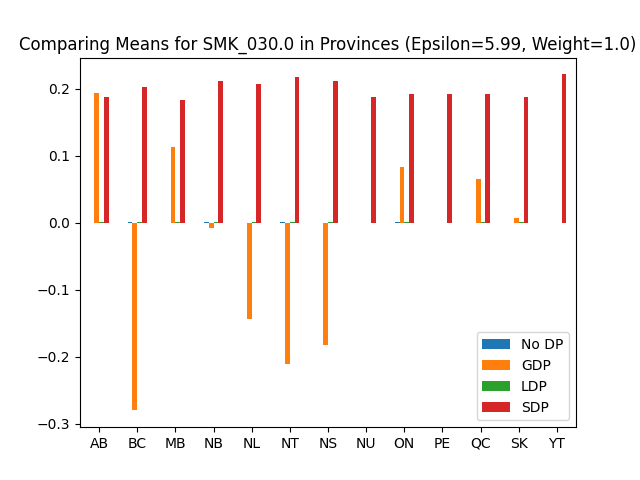 Comparing Means for SMK_030.0 in Provinces (Epsilon=5.99, Weight=1.0)
0.2
0.1
0.0
−0.1
−0.2
−0.3
AB BC MB NB NL NT NS NU ON PE QC SK YT
No DP
GDP
LDP
SDP